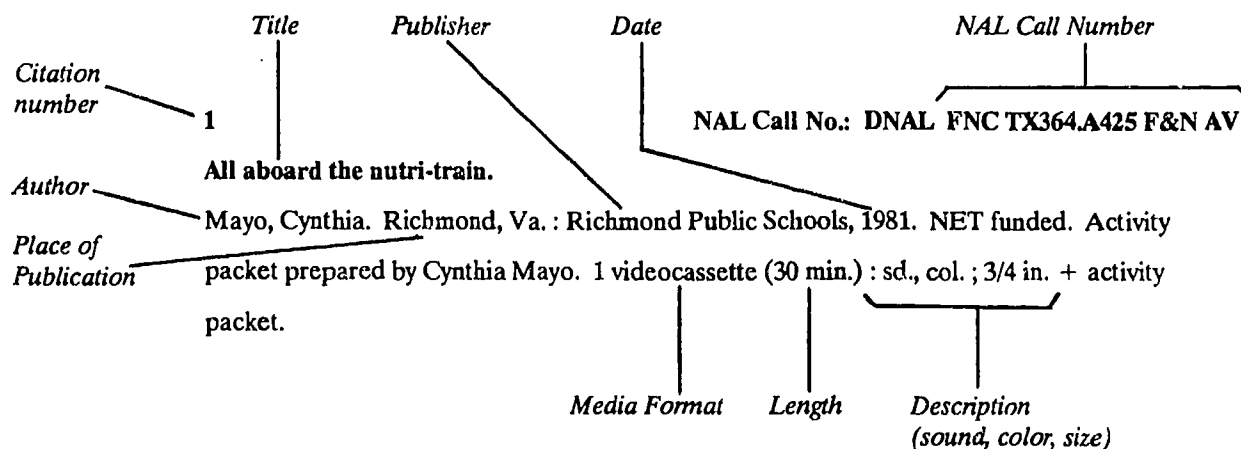 Title Publisher Date NAL Call Number
Citation
number
1 NAL Call No.: DNAL FNC TX364.A425 F&N AV
All aboard the nutri-train.
Author
Mayo, Cynthia. Richmond, Va. : Richmond Public Schools, 1981. NET funded. Activity
Place of
Publication
packet prepared by Cynthia Mayo. 1 videocassette (30 min.) : sd., col. ; 3/4 in. + activity
packet.
Media Format Length Description
(sound, color, size)